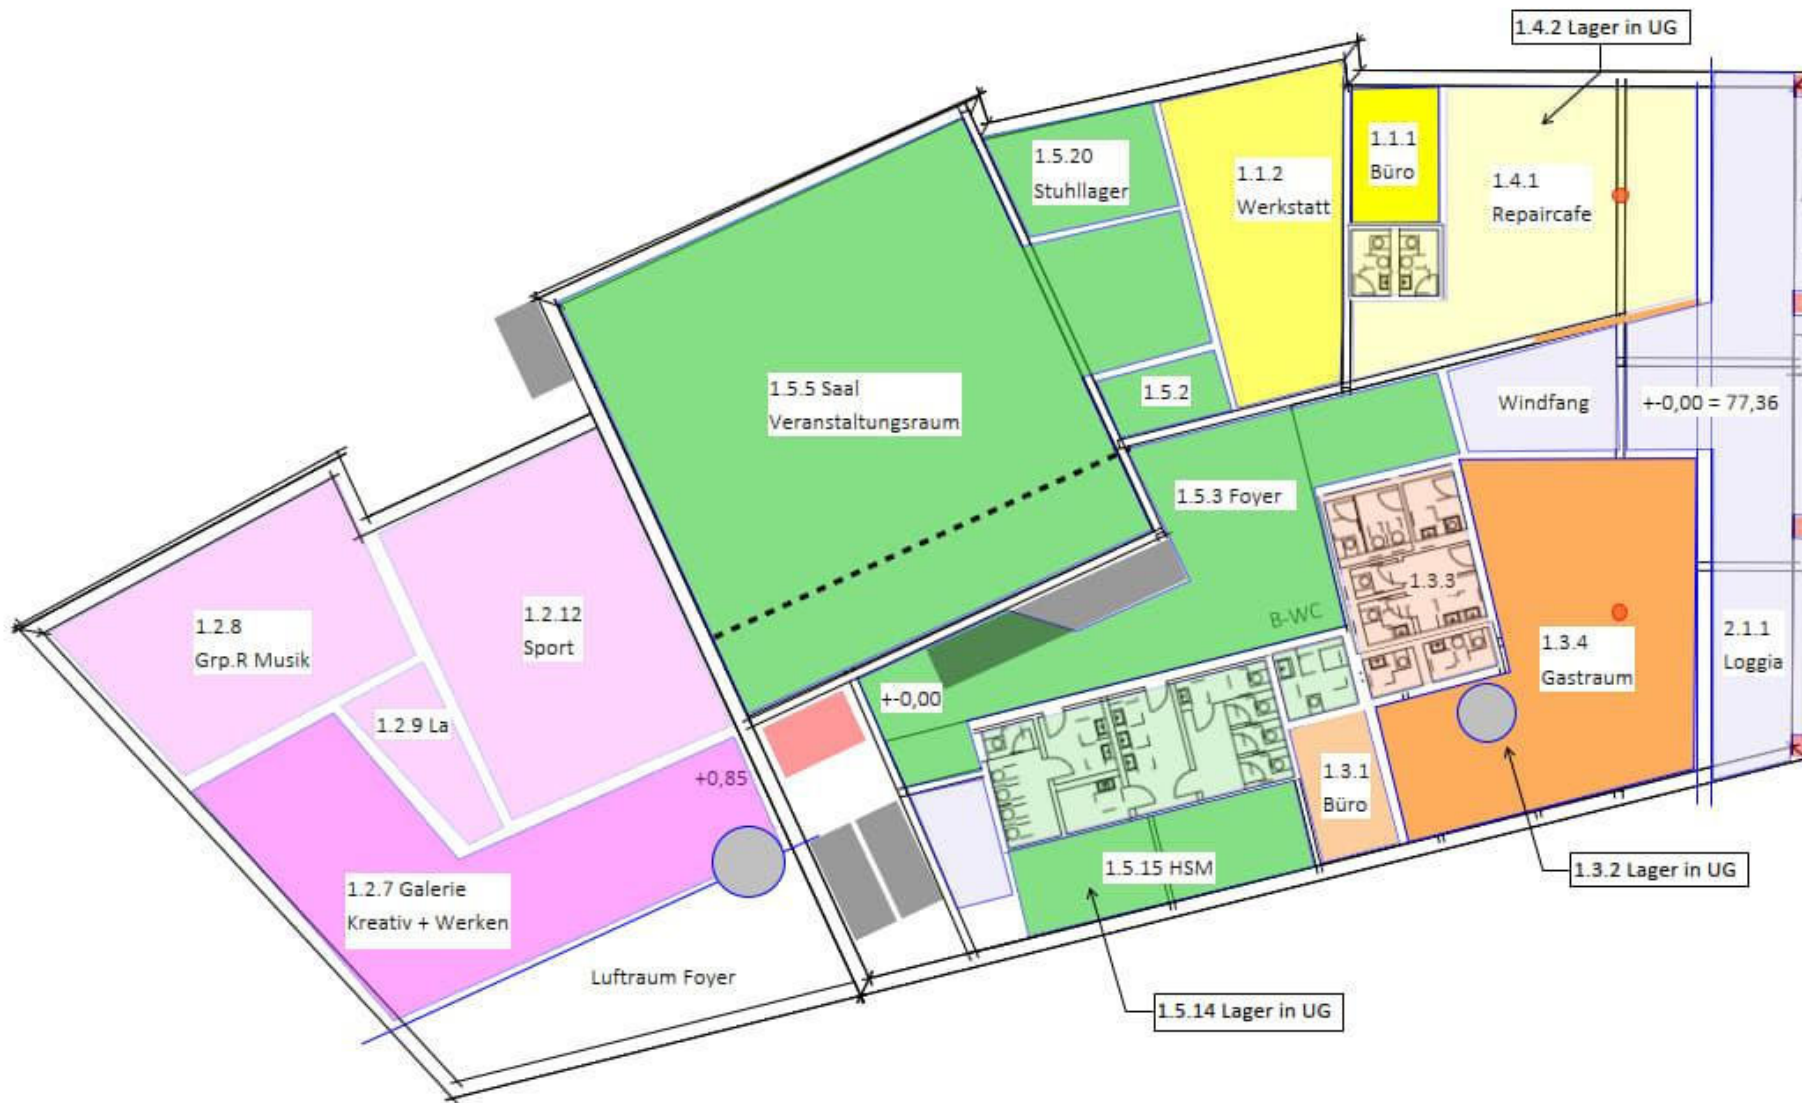 1.4.2 Lager in UG
1.5.20
Stuhllager
1.1.2
Werkstatt
1.1.1
Büro
1.4.1
Repaircafe
1.5.5 Saal
Veranstaltungsraum
1.5.2
Windfang
+-0,00 = 77,36
1.5.3 Foyer
1.3.3
B-WC
1.2.8
Grp.R Musik
1.2.12
Sport
1.2.9 La
+-0,00
1.3.4
Gastraum
2.1.1
Loggia
+0,85
1.3.1
Büro
1.2.7 Galerie
Kreativ + Werken
1.5.15 HSM
1.3.2 Lager in UG
Luftraum Foyer
1.5.14 Lager in UG